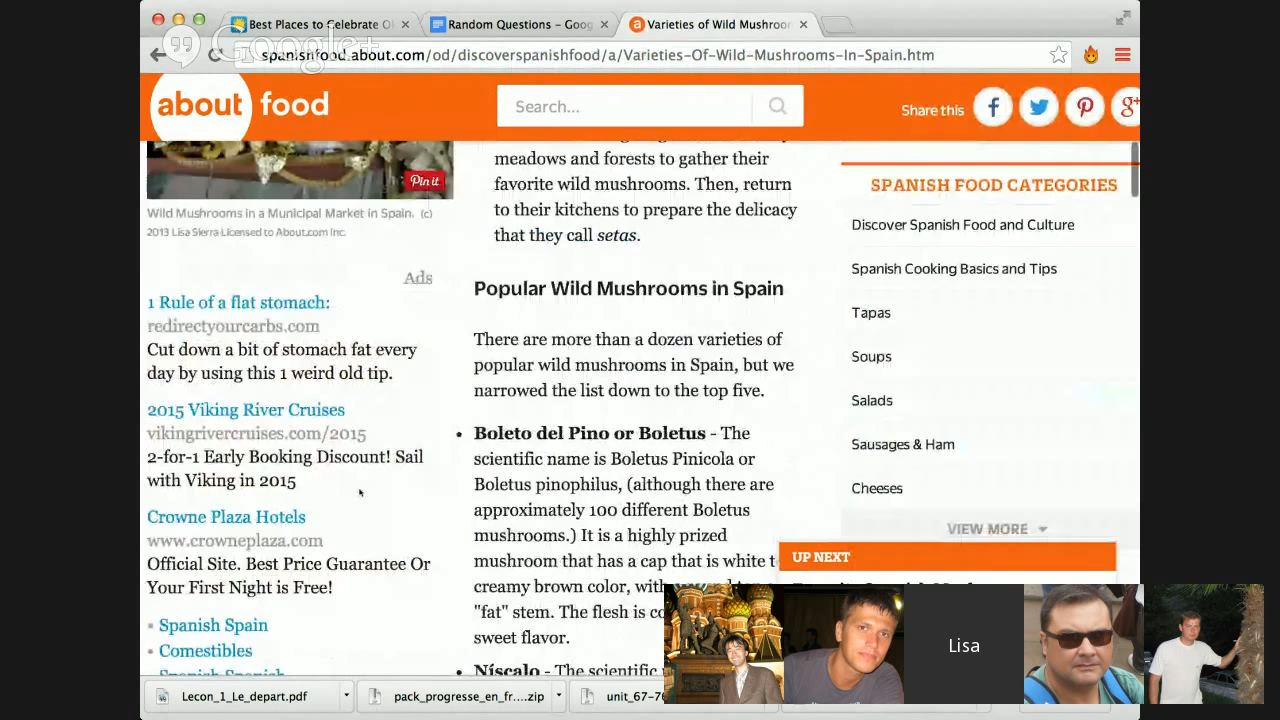 Best Places to Celebrate Ok
Random Questions – Goog
Varieties of Wild Mushroom
Google+
spanishfood.about.com/od/discoverspanishfood/a/Varieties-Of-Wild-Mushrooms-In-Spain.htm
about food
Search...
Share this
Pin it
Wild Mushrooms in a Municipal Market in Spain. (c)
2013 Lisa Sierra Licensed to About.com Inc.
Ads
1 Rule of a flat stomach:
redirectyourcarbs.com
Cut down a bit of stomach fat every
day by using this 1 weird old tip.
2015 Viking River Cruises
vikingrivercruises.com/2015
2-for-1 Early Booking Discount! Sail
with Viking in 2015
Crowne Plaza Hotels
www.crowneplaza.com
Official Site. Best Price Guarantee Or
Your First Night is Free!
Spanish Spain
Comestibles
Spanish Spanish
meadows and forests to gather their
favorite wild mushrooms. Then, return
to their kitchens to prepare the delicacy
that they call setas.
Popular Wild Mushrooms in Spain
There are more than a dozen varieties of
popular wild mushrooms in Spain, but we
narrowed the list down to the top five.
Boleto del Pino or Boletus - The
scientific name is Boletus Pinicola or
Boletus pinophilus, (although there are
approximately 100 different Boletus
mushrooms.) It is a highly prized
mushroom that has a cap that is white
creamy brown color, with
"fat" stem. The flesh is
sweet flavor.
Níscalo - The scientific
SPANISH FOOD CATEGORIES
Discover Spanish Food and Culture
Spanish Cooking Basics and Tips
Tapas
Soups
Salads
Sausages & Ham
Cheeses
VIEW MORE
UP NEXT
Lisa
Lecon_1_Le_depart.pdf
pack_progresse_en_fr....zip
unit_67-76